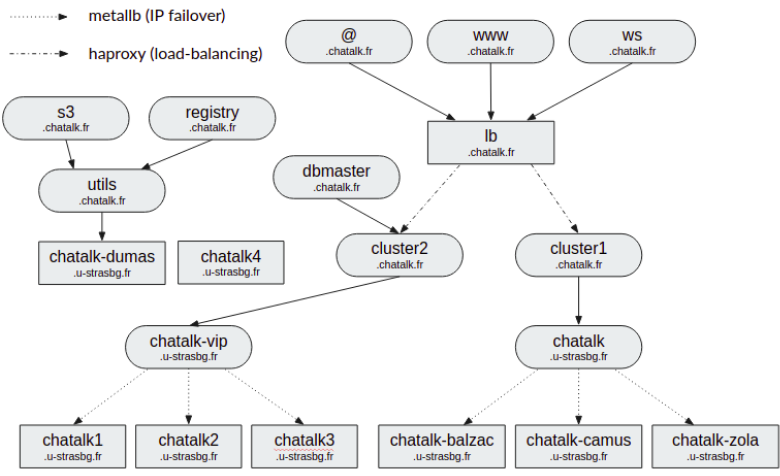 metallb (IP failover)
haproxy (load-balancing)
@
.chatalk.fr
www
.chatalk.fr
ws
.chatalk.fr
s3
.chatalk.fr
registry
.chatalk.fr
lb
.chatalk.fr
dbmaster
.chatalk.fr
utils
.chatalk.fr
chatalk-dumas
.u-strasbg.fr
chatalk4
.u-strasbg.fr
cluster2
.chatalk.fr
cluster1
.chatalk.fr
chatalk-vip
.u-strasbg.fr
chatalk
.u-strasbg.fr
chatalk1
.u-strasbg.fr
chatalk2
.u-strasbg.fr
chatalk3
.u-strasbg.fr
chatalk-balzac
.u-strasbg.fr
chatalk-camus
.u-strasbg.fr
chatalk-zola
.u-strasbg.fr